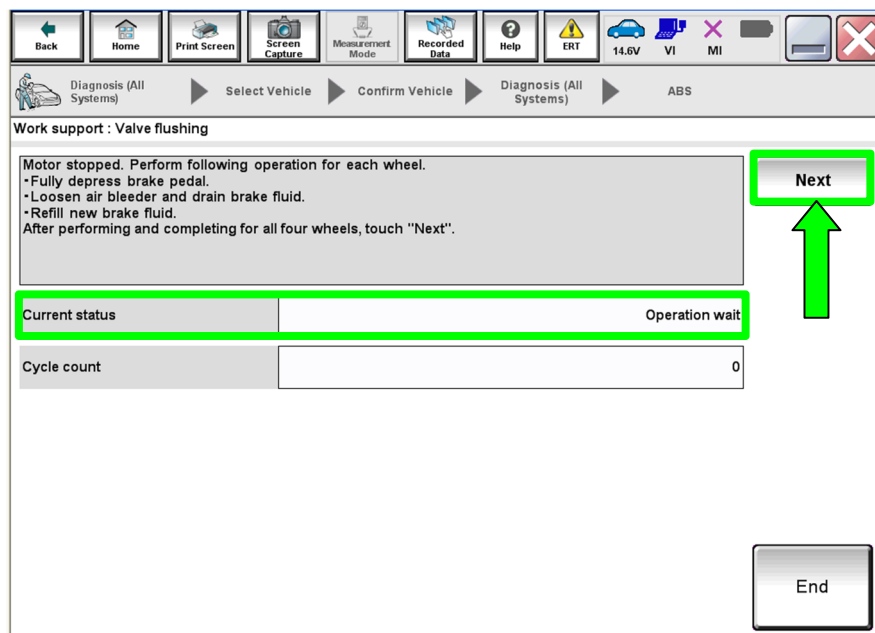 Back
Home
Print Screen
Screen
Capture
Measurement
Mode
Recorded
Data
Help
ERT
14.6V
VI
MI
Diagnosis (All
Systems)
Select Vehicle
Confirm Vehicle
Diagnosis (All
Systems)
ABS
Work support : Valve flushing
Motor stopped. Perform following operation for each wheel.
-Fully depress brake pedal.
-Loosen air bleeder and drain brake fluid.
-Refill new brake fluid.
After performing and completing for all four wheels, touch "Next".
Next
Current status
Operation wait
Cycle count
0
End